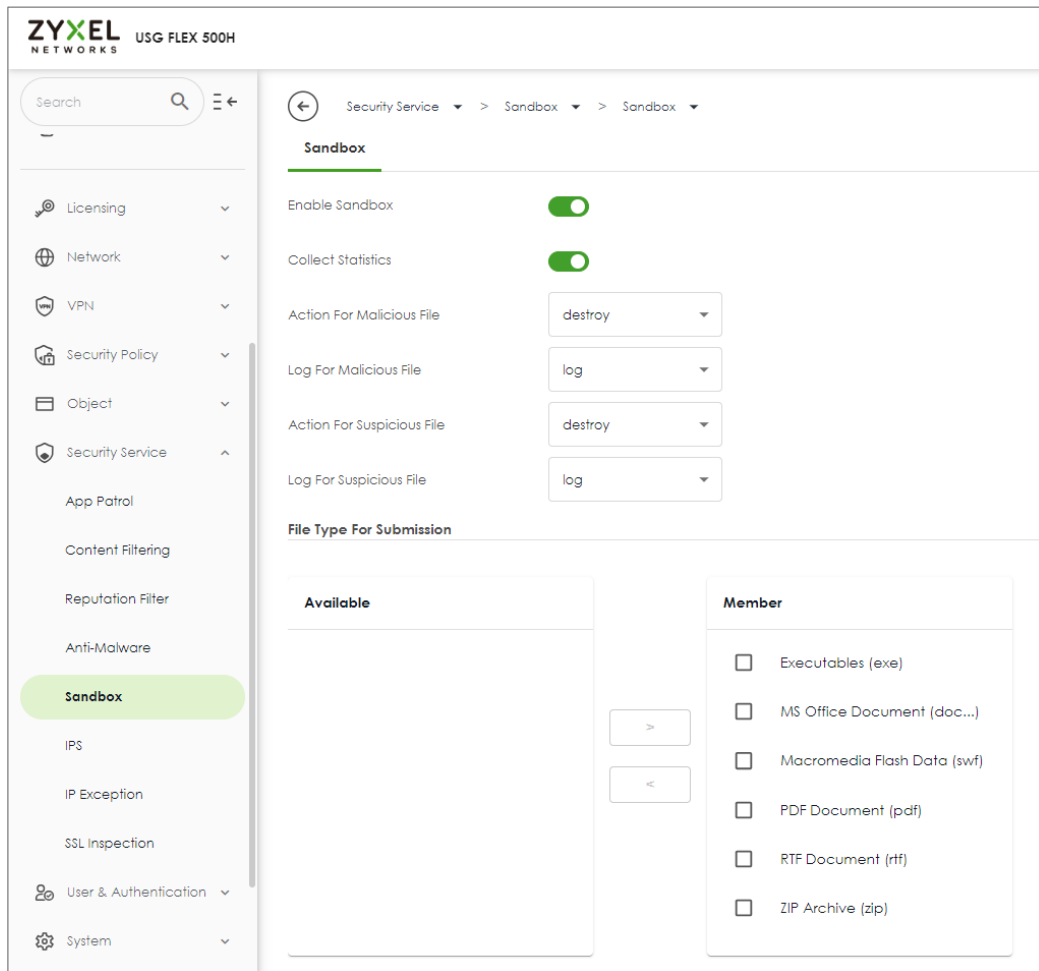 ZYXEL
NETWORKS
USG FLEX 500H
Search
Licensing
Network
VPN
VPN
Security Policy
Object
Security Service
App Patrol
Content Filtering
Reputation Filter
Anti-Malware
Sandbox
IPS
IP Exception
SSL Inspection
User & Authentication
System
Security Service > Sandbox > Sandbox
Sandbox
Enable Sandbox
Collect Statistics
Action For Malicious File destroy
Log For Malicious File log
Action For Suspicious File destroy
Log For Suspicious File log
File Type For Submission
Available
>
<
Member
Executables (exe)
MS Office Document (doc...)
Macromedia Flash Data (swf)
PDF Document (pdf)
RTF Document (rtf)
ZIP Archive (zip)